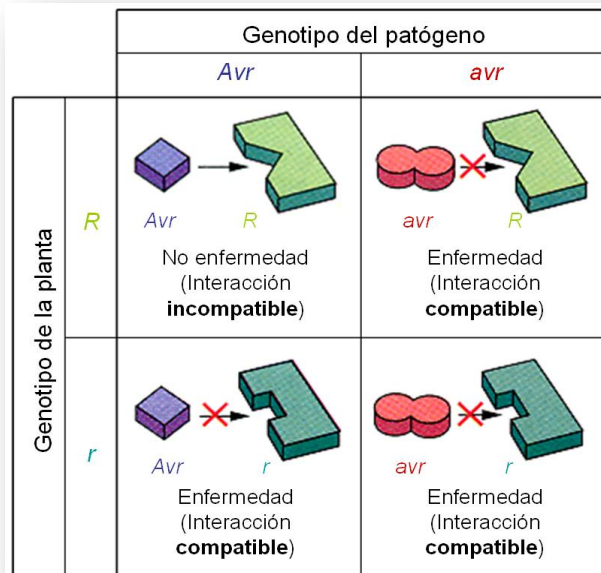 Genotipo del patógeno
Avr
avr
Genotipo de la planta
R
Avr
R
No enfermedad
(Interacción
incompatible)
avr
R
Enfermedad
(Interacción
compatible)
r
Avr
r
Enfermedad
(Interacción
compatible)
avr
r
Enfermedad
(Interacción
compatible)